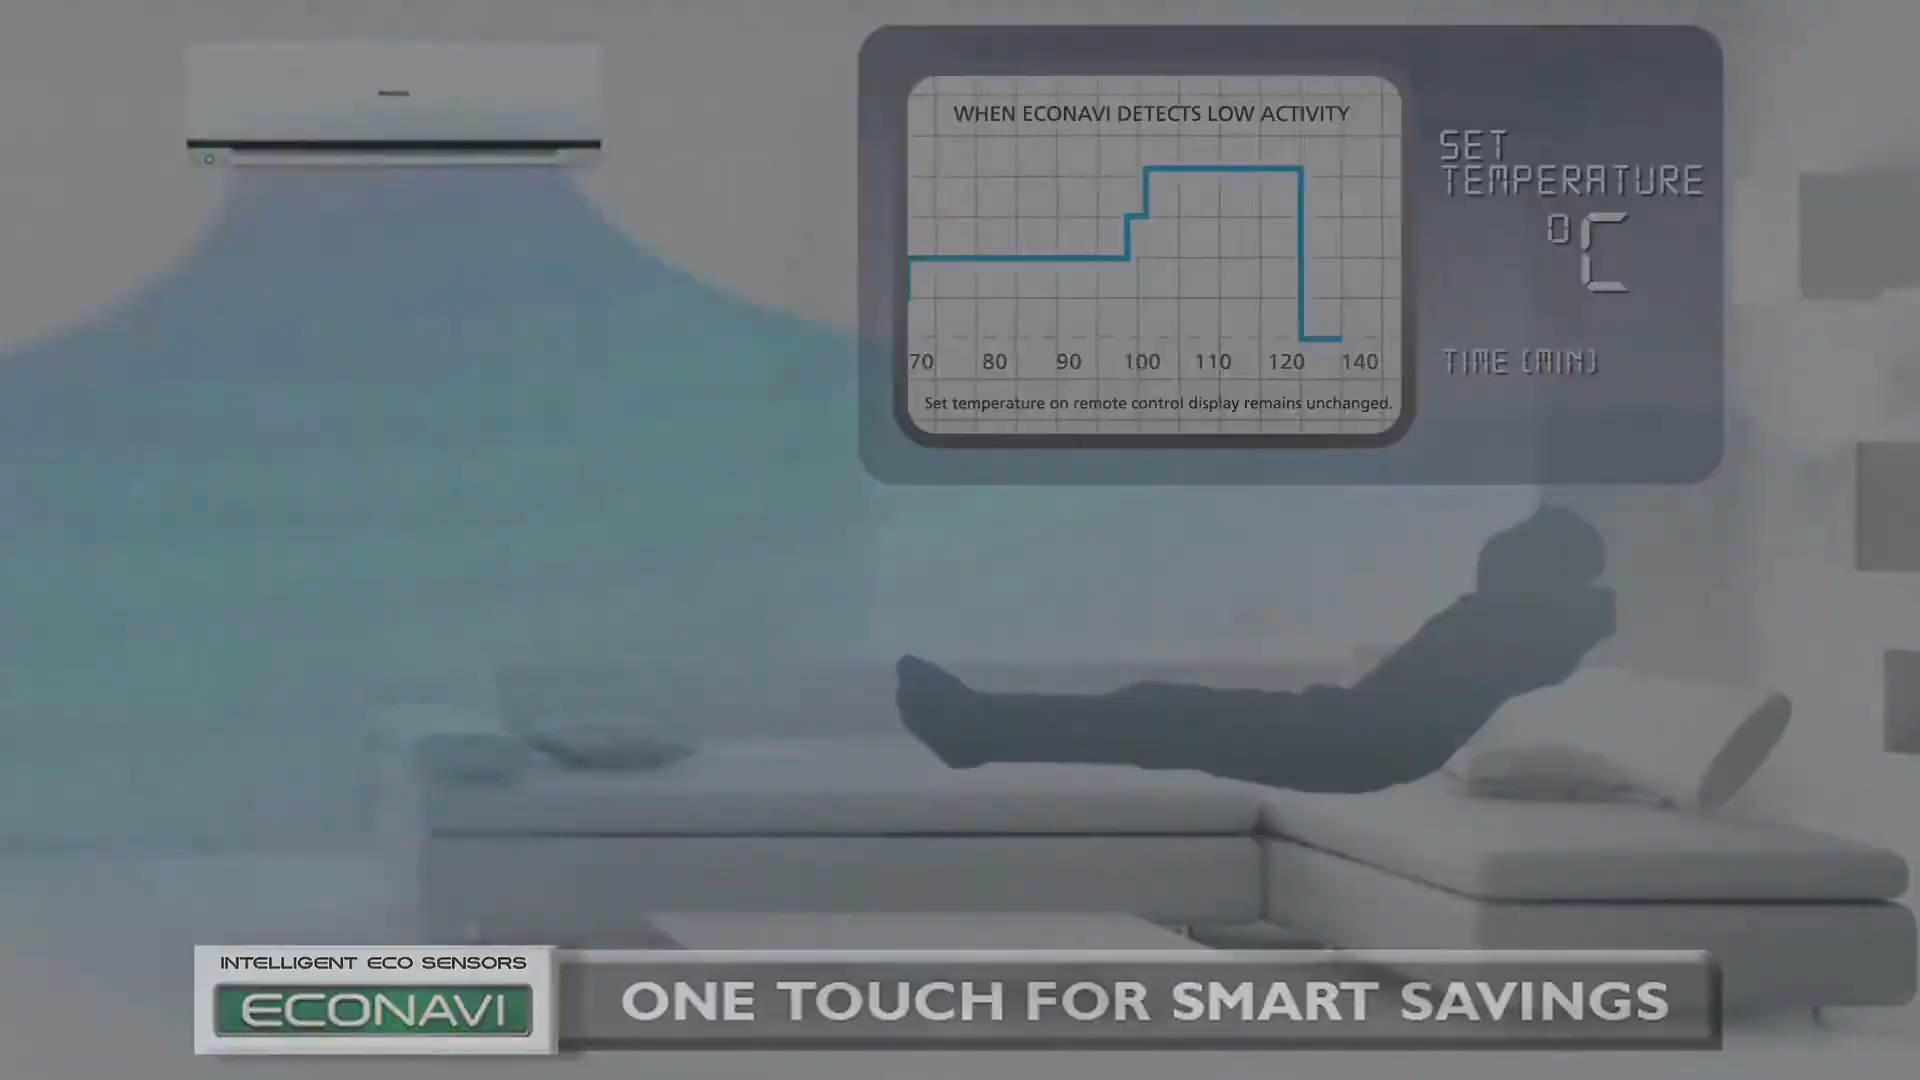 WHEN ECONAVI DETECTS LOW ACTIVITY
70 80 90 100 110 120 140
Set temperature on remote control display remains unchanged.
SET
TEMPERATURE
°C
TIME (MIN)
INTELLIGENT ECO SENSORS
ECONAVI
ONE TOUCH FOR SMART SAVINGS